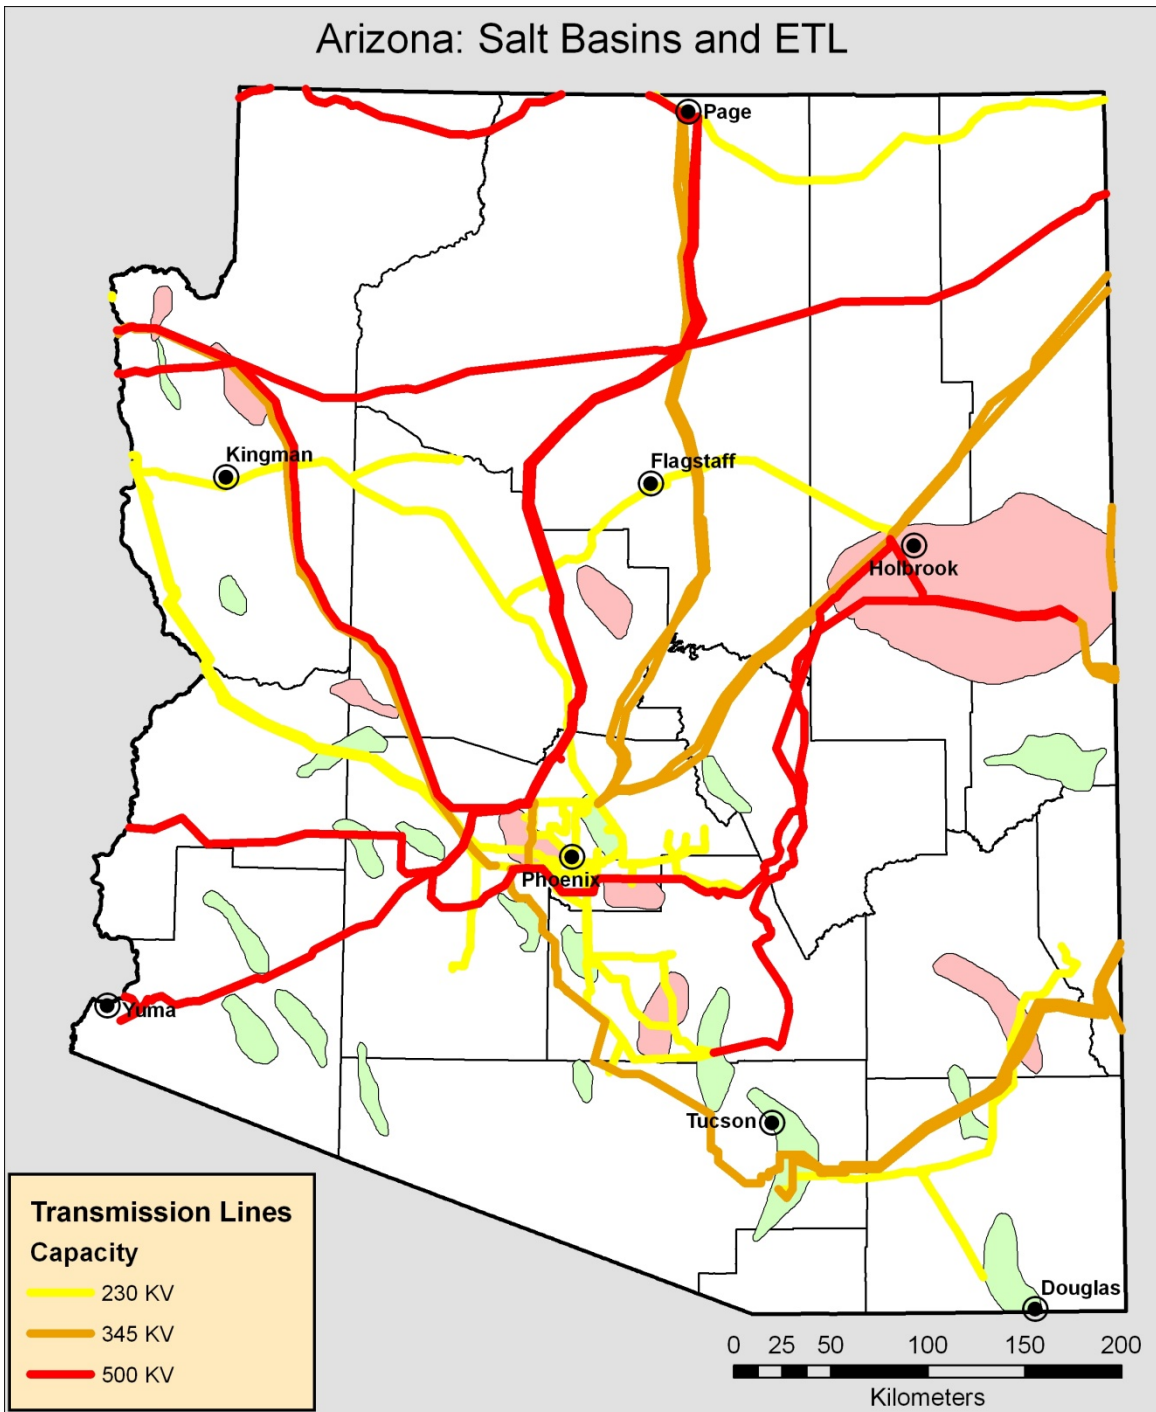 Arizona: Salt Basins and ETL
Page
Kingman
Flagstaff
Holbrook
Phoenix
Yuma
Tucson
Douglas
Transmission Lines
Capacity
230 KV
345 KV
500 KV
0 25 50 100 150 200
Kilometers